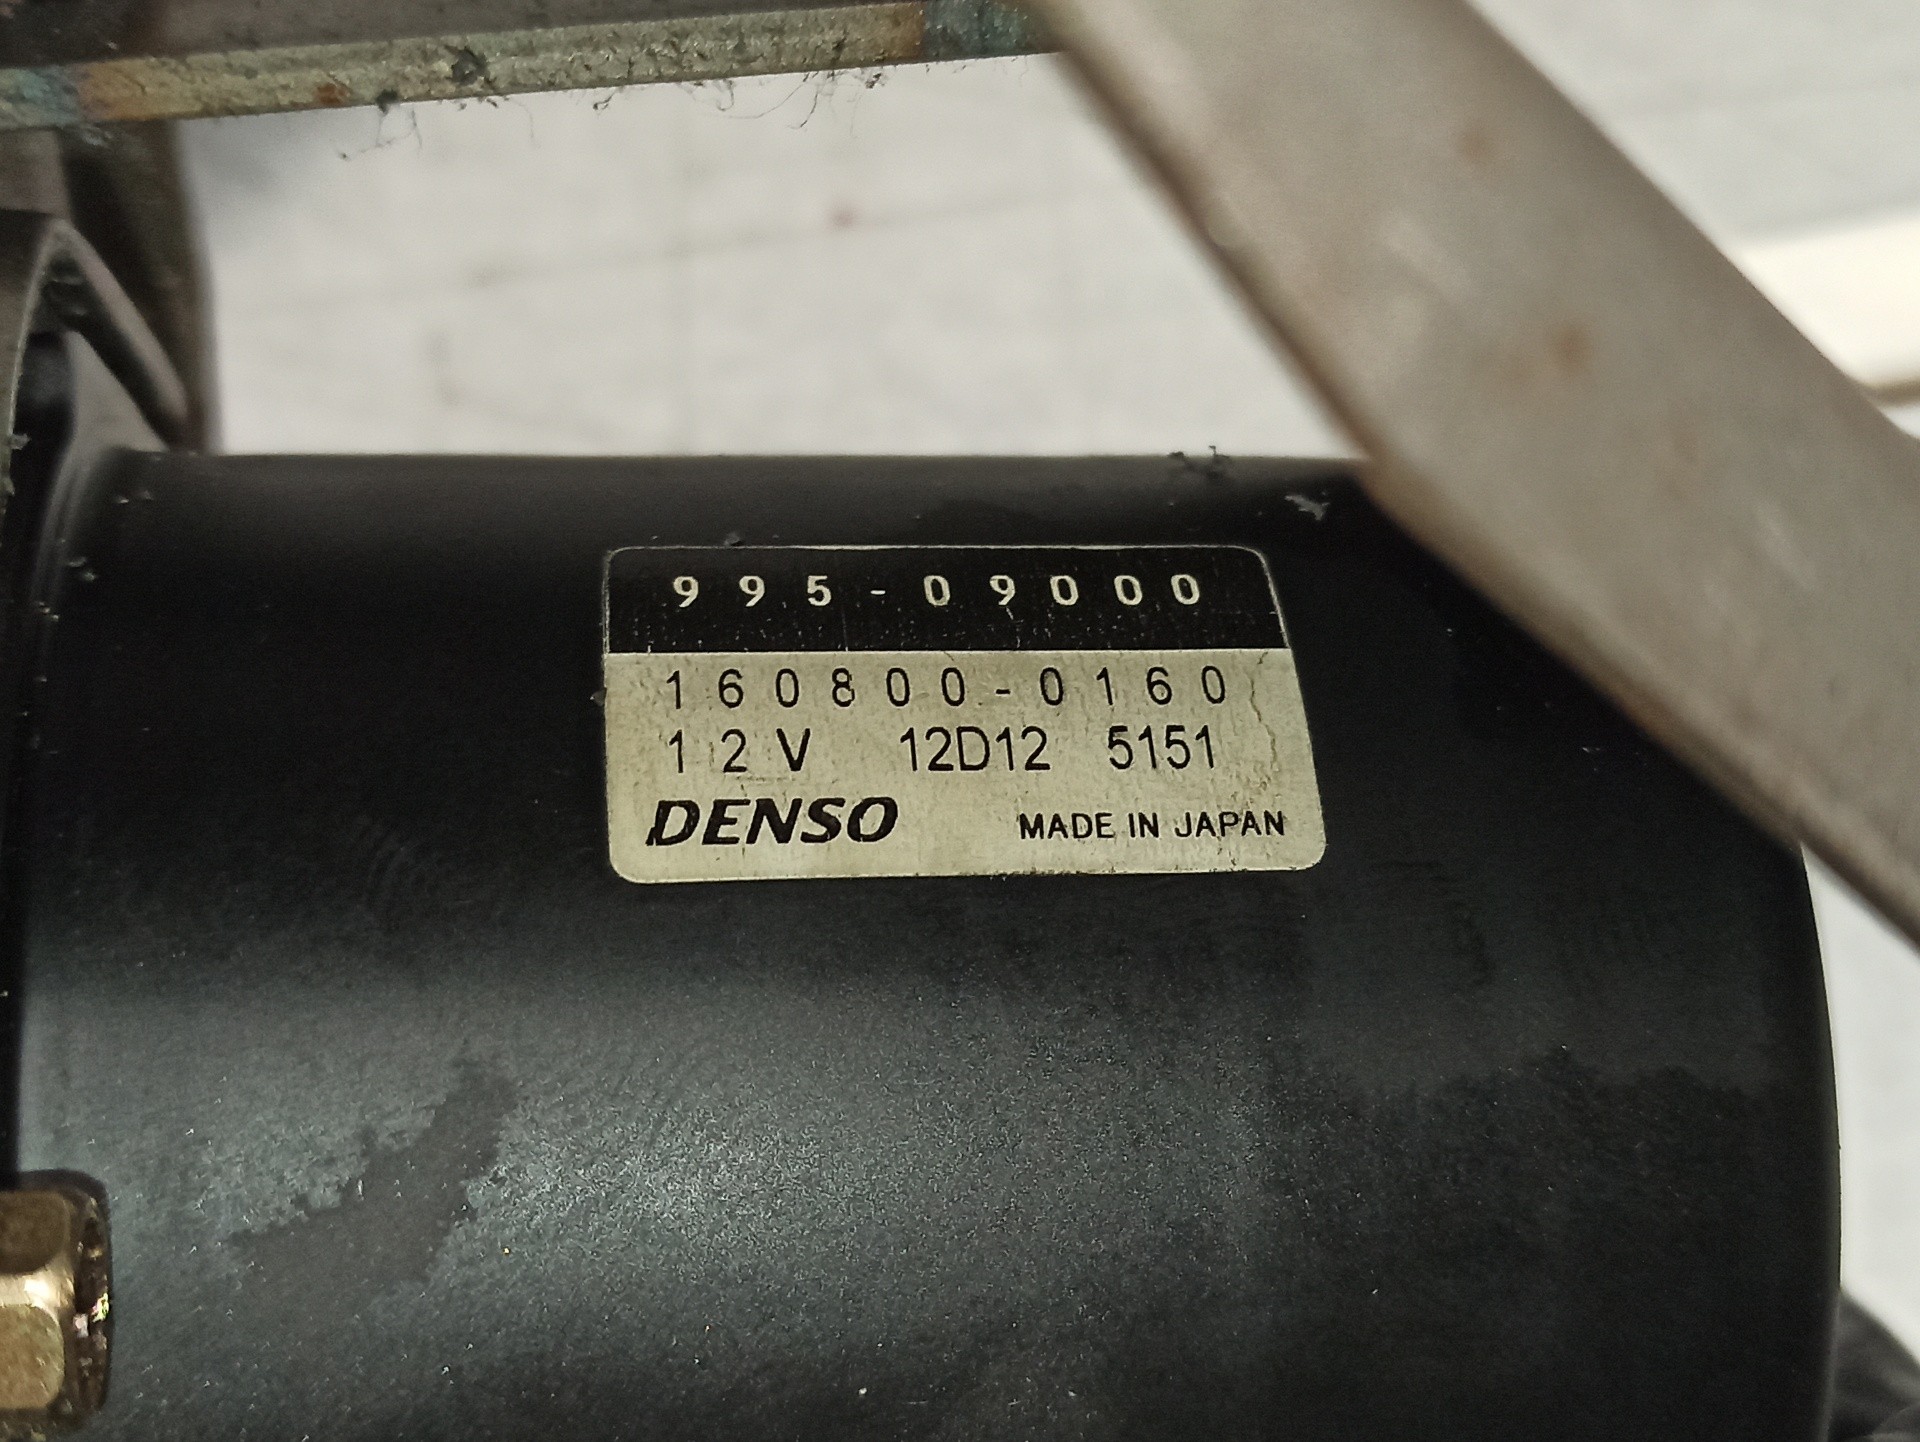 995-09000
160800-0160
12V 12D12 5151
DENSO MADE IN JAPAN